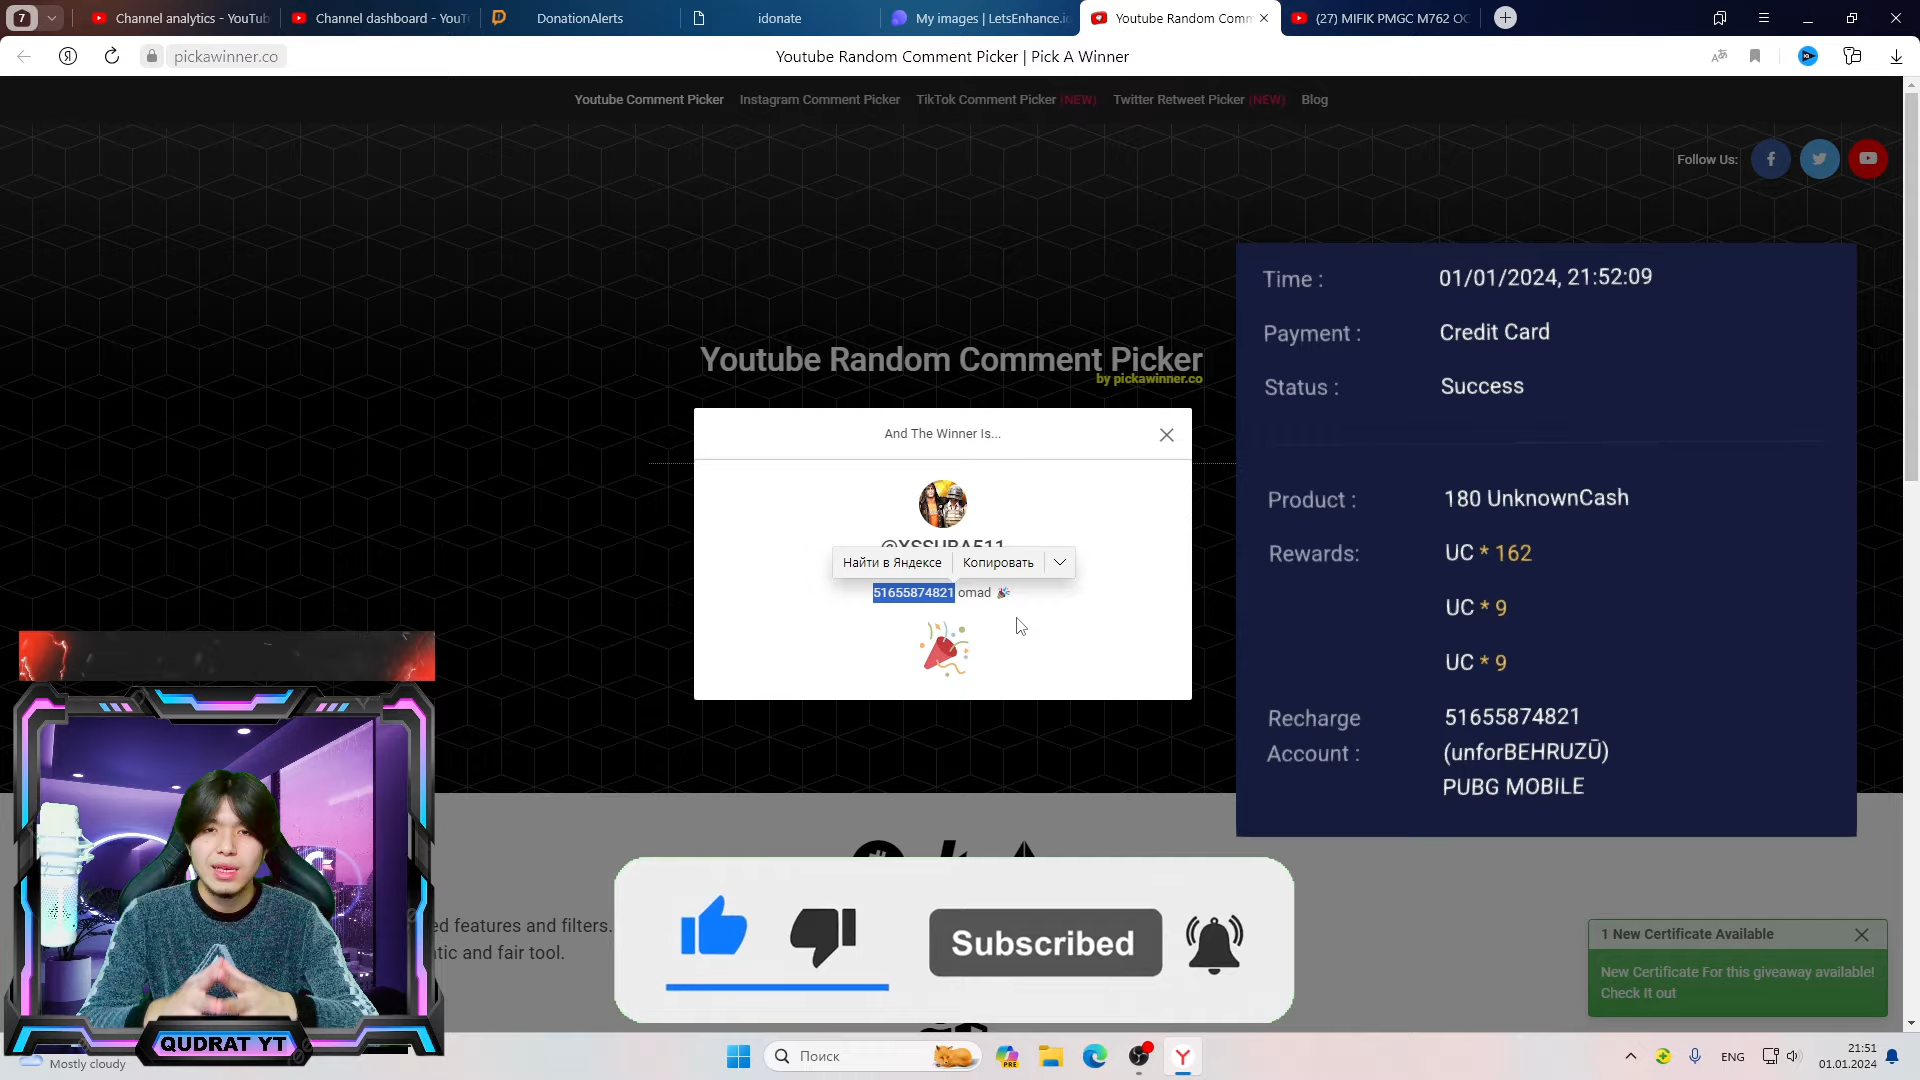 7
Channel analytics - YouTub
Channel dashboard - YouT
DonationAlerts
idonate
My images | LetsEnhance.io
Youtube Random Comm
(27) MIFIK PMGC M762 OC
pickawinner.co
Youtube Random Comment Picker | Pick A Winner
Youtube Comment Picker
Instagram Comment Picker
TikTok Comment Picker (NEW)
Twitter Retweet Picker (NEW)
Blog
Follow Us:
Youtube Random Comment Picker
by pickawinner.co
And The Winner Is...
@XSSUBA511
Найти в Яндексе
Копировать
51655874821 omad
Time : 01/01/2024, 21:52:09
Payment : Credit Card
Status : Success
Product : 180 UnknownCash
Rewards: UC * 162
UC * 9
UC * 9
Recharge 51655874821
Account : (unforBEHRUZŪ)
PUBG MOBILE
ed features and filters.
tic and fair tool.
Subscribed
1 New Certificate Available
New Certificate For this giveaway available!
Check It out
QUDRAT YT
Mostly cloudy
Поиск
PRE
ENG
21:51
01.01.2024